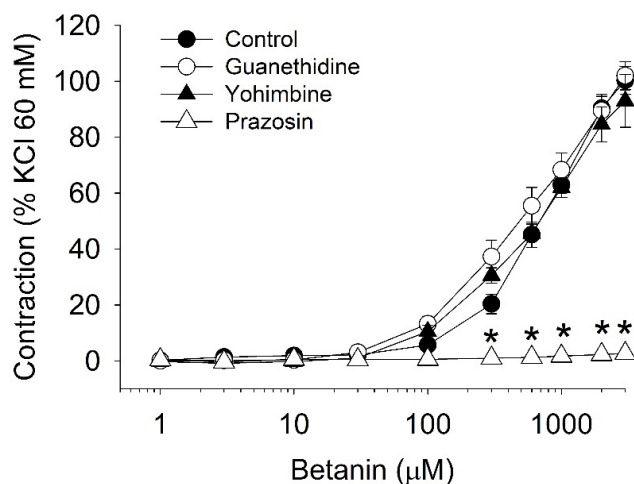 Control
Guanethidine
Yohimbine
Prazosin
Contraction (% KCl 60 mM)
120
100
80
60
40
20
0
* * * * *
1 10 100 1000
Betanin (μM)